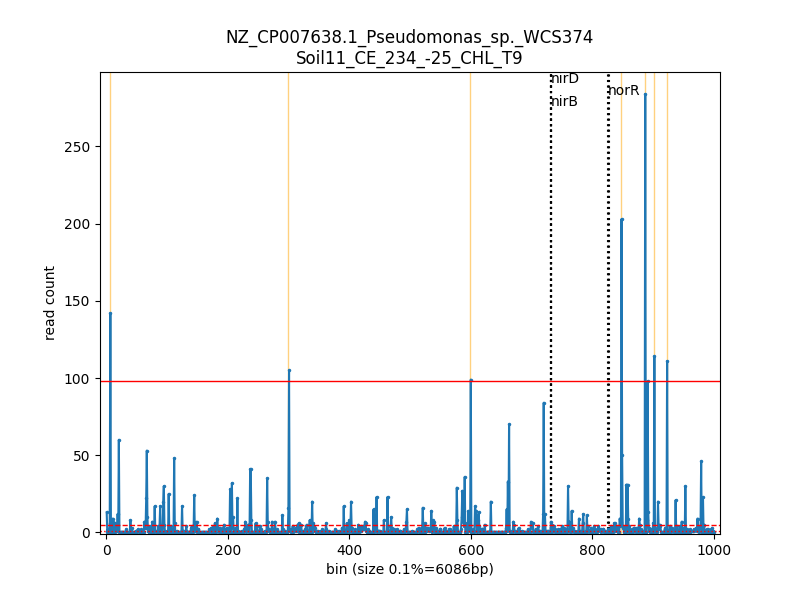 NZ_CP007638.1_Pseudomonas_sp._WCS374
Soil11_CE_234_-25_CHL_T9
nirD
norR
nirB
250
200
150
100
50
0
read count
0 200 400 600 800 1000
bin (size 0.1%=6086bp)